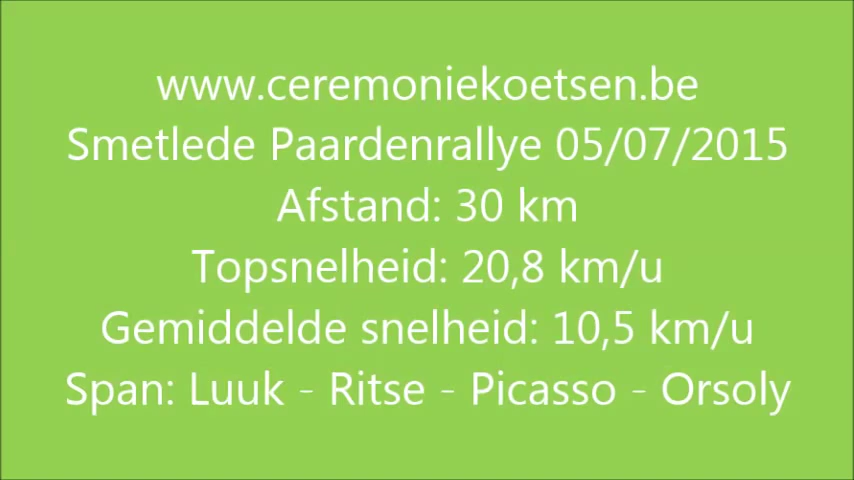 www.ceremoniekoetsen.be
Smetlede Paardenrallye 05/07/2015
Afstand: 30 km
Topsnelheid: 20,8 km/u
Gemiddelde snelheid: 10,5 km/u
Span: Luuk - Ritse - Picasso - Orsoly